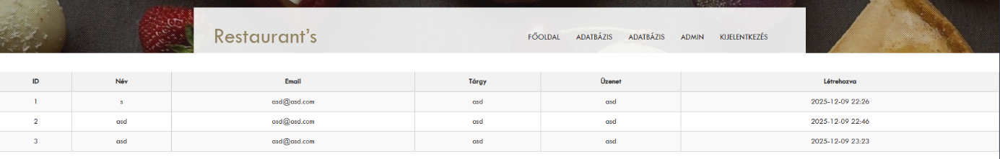 Restaurant's
FŐOLDAL ADATBÁZIS ADATBÁZIS ADMIN KIJELENTKEZÉS
ID Név Email Tárgy Üzenet Létrehozva
1 s asd@asd.com asd asd 2025-12-09 22:26
2 asd asd@asd.com asd asd 2025-12-09 22:46
3 asd asd@asd.com asd asd 2025-12-09 23:23